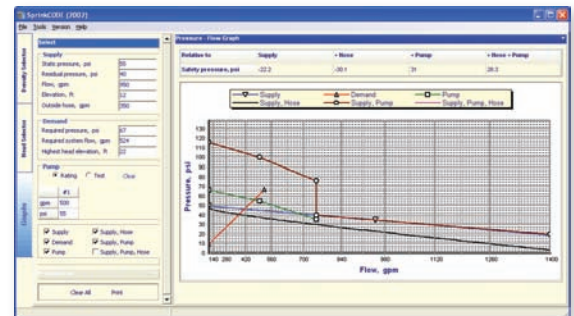 SprinkCODE (2002)
File Tools Version Help
Density Selector
Head Selector
Graphs
Select
Supply
Static pressure, psi 55
Residual pressure, psi 40
Flow, gpm 950
Elevation, ft 12
Outside hose, gpm 250
Demand
Required pressure, psi 67
Required system flow, gpm 524
Highest head elevation, ft 22
Pump
Rating Test Clear
#1
gpm 500
psi 55
Supply Supply, Hose
Demand Supply, Pump
Pump Supply, Pump, Hose
Clear All Print
Pressure - Flow Graph
Relative to Supply + Hose + Pump + Hose + Pump
Safety pressure, psi -22.2 -30.1 31 20.3
Supply Demand Pump
Supply, Hose Supply, Pump Supply, Pump, Hose
Pressure, psi
130
120
110
100
90
80
70
60
50
40
30
20
10
0
140 280 420 560 700 840 980 1120 1260 1400
Flow, gpm